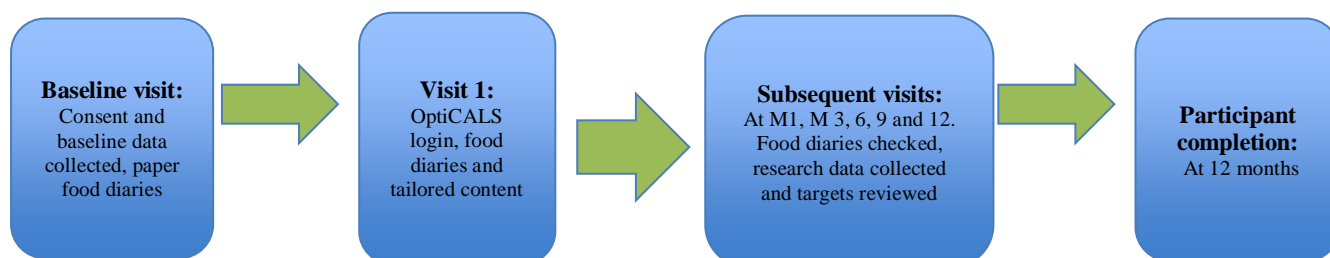 Baseline visit:
Consent and
baseline data
collected, paper
food diaries
Visit 1:
OptiCALS
login, food
diaries and
tailored content
Subsequent visits:
At M1, M 3, 6, 9 and 12.
Food diaries checked,
research data collected
and targets reviewed
Participant
completion:
At 12 months